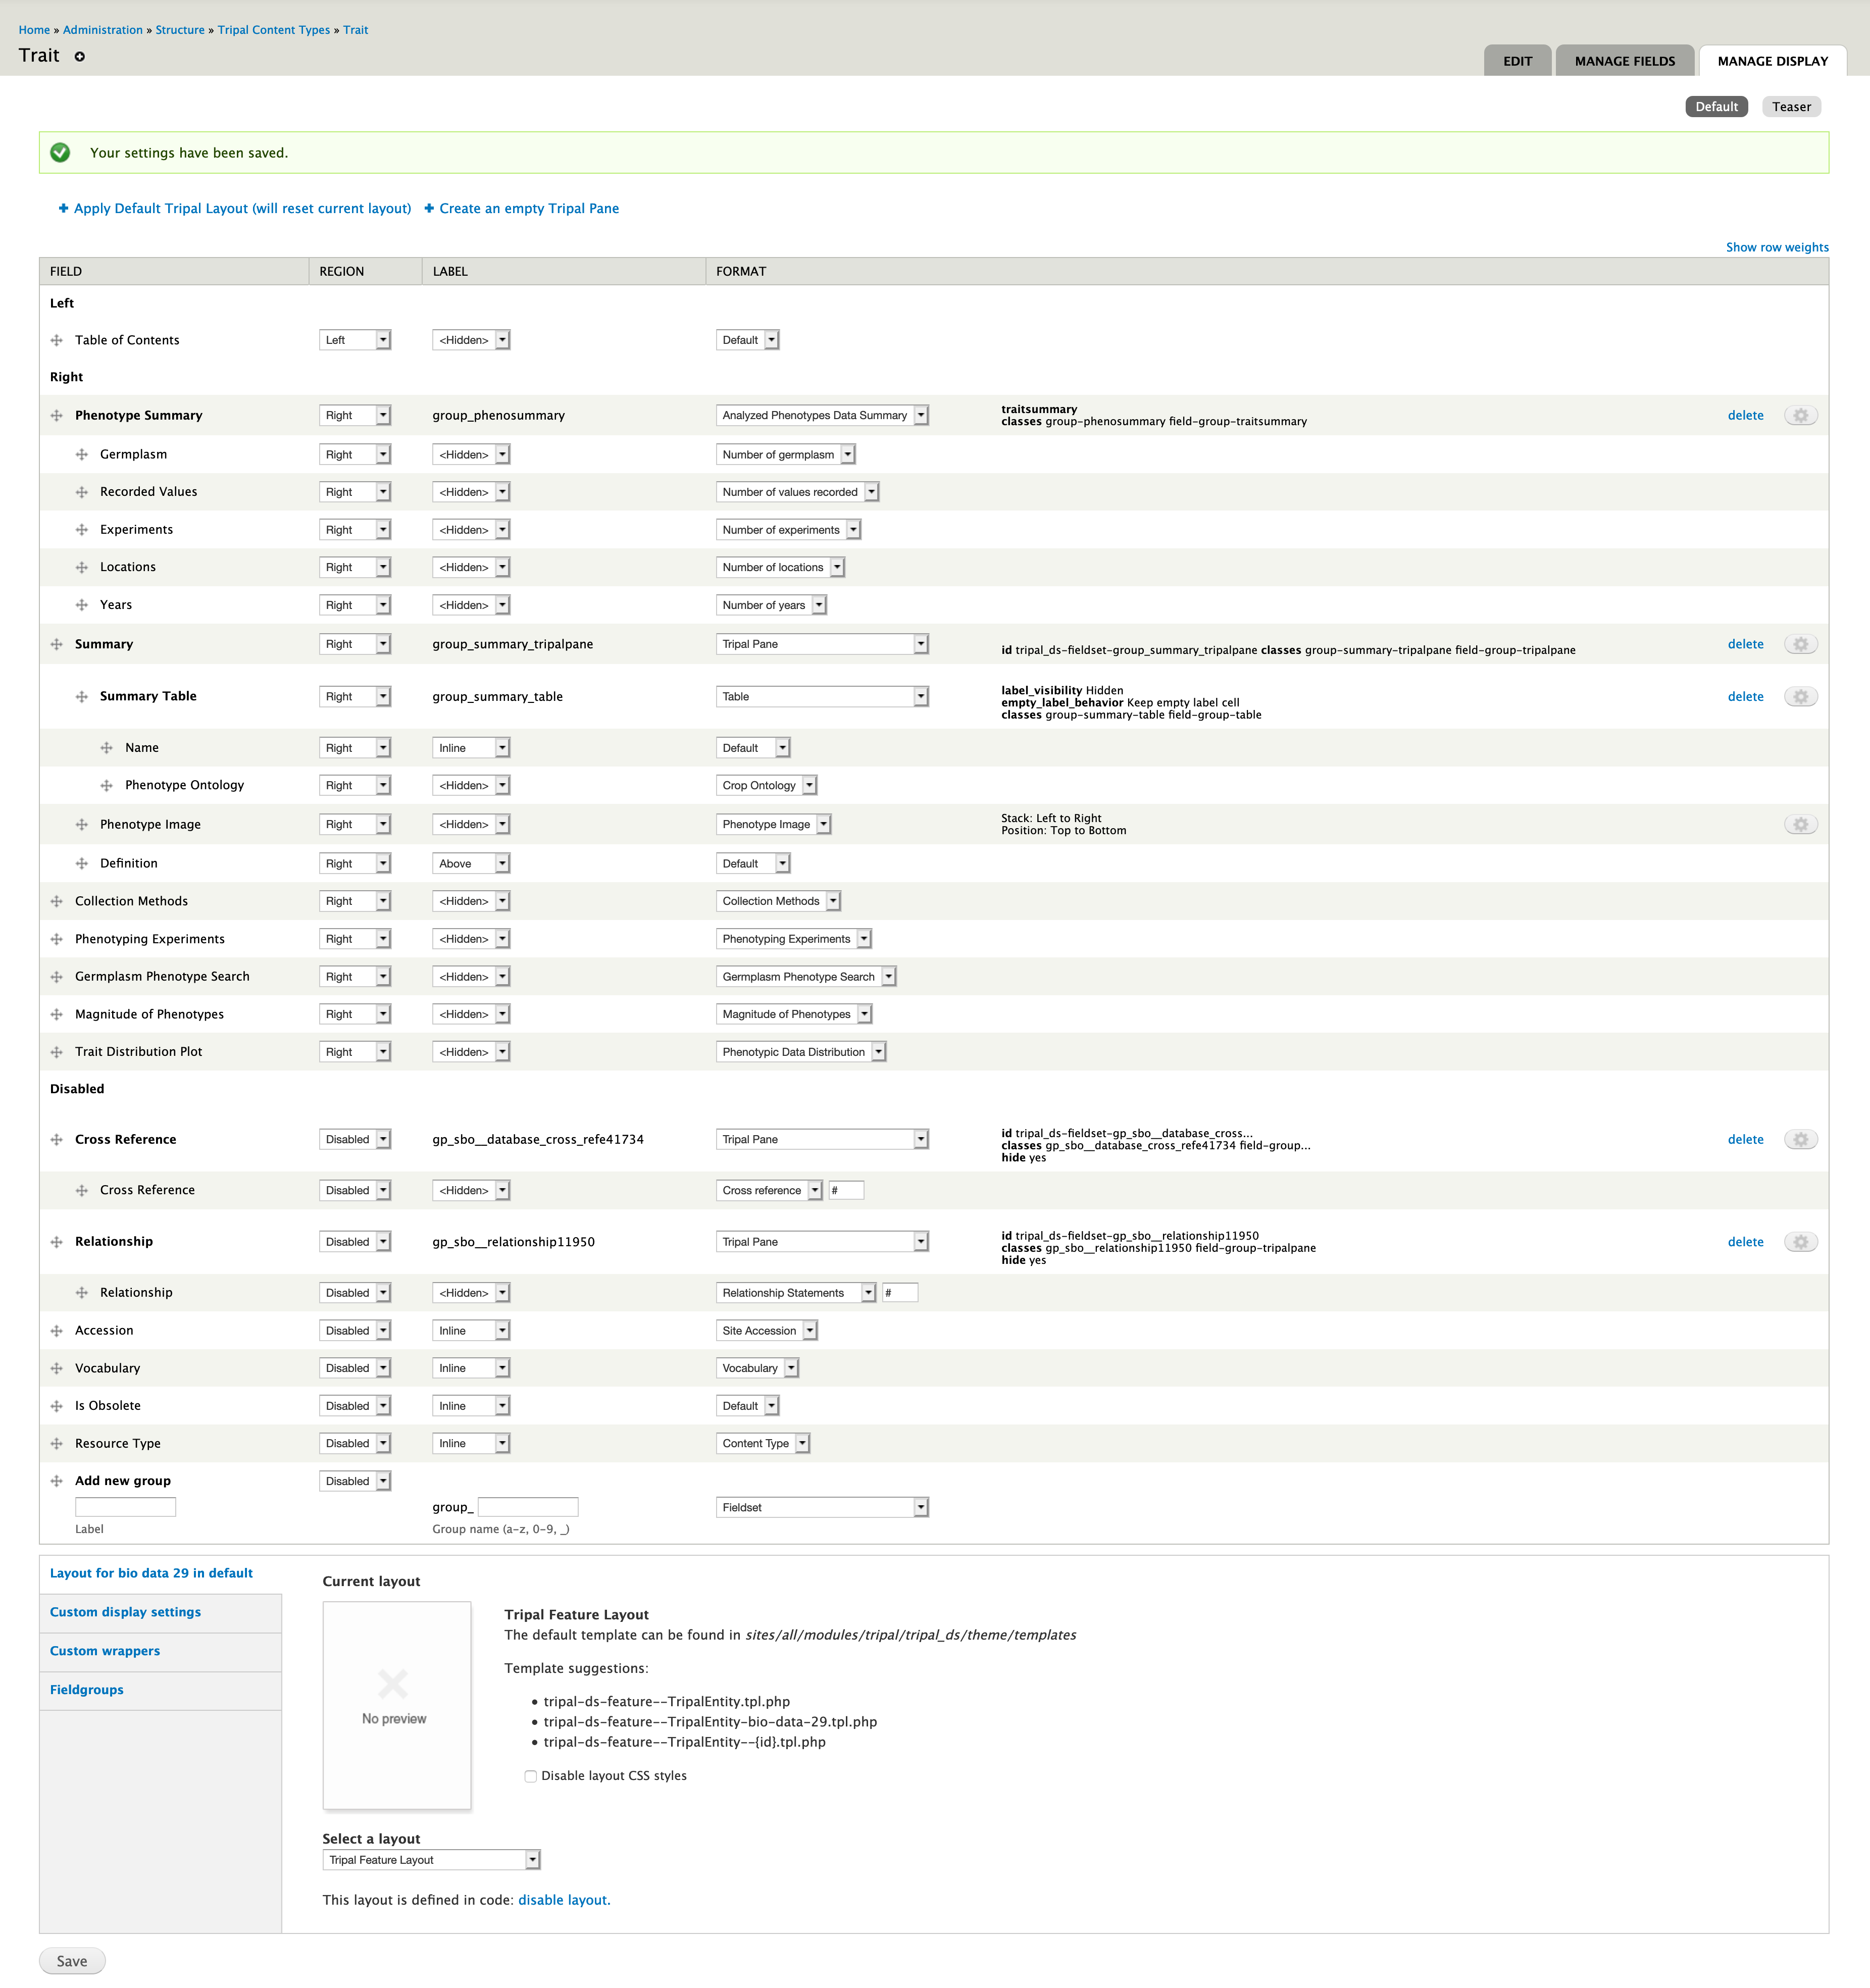 Home » Administration » Structure » Tripal Content Types » Trait
Trait
EDIT MANAGE FIELDS MANAGE DISPLAY
Default Teaser
Your settings have been saved.
Apply Default Tripal Layout (will reset current layout) Create an empty Tripal Pane
Show row weights
FIELD REGION LABEL FORMAT
Left
Table of Contents Left <Hidden> Default
Right
Phenotype Summary Right group_phenosummary Analyzed Phenotypes Data Summary traitsummary delete
classes group-phenosummary field-group-traitsummary
Germplasm Right <Hidden> Number of germplasm
Recorded Values Right <Hidden> Number of values recorded
Experiments Right <Hidden> Number of experiments
Locations Right <Hidden> Number of locations
Years Right <Hidden> Number of years
Summary Right group_summary_tripalpane Tripal Pane id tripal_ds-fieldset-group_summary_tripalpane classes group-summary-tripalpane field-group-tripalpane delete
Summary Table Right group_summary_table Table label_visibility Hidden delete
empty_label_behavior Keep empty label cell
classes group-summary-table field-group-table
Name Right Inline Default
Phenotype Ontology Right <Hidden> Crop Ontology
Phenotype Image Right <Hidden> Phenotype Image Stack: Left to Right
Position: Top to Bottom
Definition Right Above Default
Collection Methods Right <Hidden> Collection Methods
Phenotyping Experiments Right <Hidden> Phenotyping Experiments
Germplasm Phenotype Search Right <Hidden> Germplasm Phenotype Search
Magnitude of Phenotypes Right <Hidden> Magnitude of Phenotypes
Trait Distribution Plot Right <Hidden> Phenotypic Data Distribution
Disabled
Cross Reference Disabled gp_sbo__database_cross_refe41734 Tripal Pane id tripal_ds-fieldset-gp_sbo__database_cross... delete
classes gp_sbo__database_cross_refe41734 field-group...
hide yes
Cross Reference Disabled <Hidden> Cross reference #
Relationship Disabled gp_sbo__relationship11950 Tripal Pane id tripal_ds-fieldset-gp_sbo__relationship11950 delete
classes gp_sbo__relationship11950 field-group-tripalpane
hide yes
Relationship Disabled <Hidden> Relationship Statements #
Accession Disabled Inline Site Accession
Vocabulary Disabled Inline Vocabulary
Is Obsolete Disabled Inline Default
Resource Type Disabled Inline Content Type
Add new group Disabled
group_ Fieldset
Label Group name (a-z, 0-9, _)
Layout for bio data 29 in default
Custom display settings
Custom wrappers
Fieldgroups
Current layout
No preview
Tripal Feature Layout
The default template can be found in sites/all/modules/tripal/tripal_ds/theme/templates
Template suggestions:
• tripal-ds-feature--TripalEntity.tpl.php
• tripal-ds-feature--TripalEntity-bio-data-29.tpl.php
• tripal-ds-feature--TripalEntity--{id}.tpl.php
Disable layout CSS styles
Select a layout
Tripal Feature Layout
This layout is defined in code: disable layout.
Save